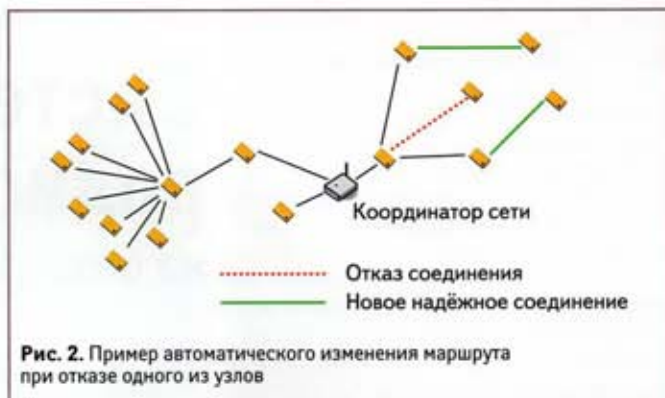 Координатор сети
Отказ соединения
Новое надёжное соединение
Рис. 2. Пример автоматического изменения маршрута
при отказе одного из узлов